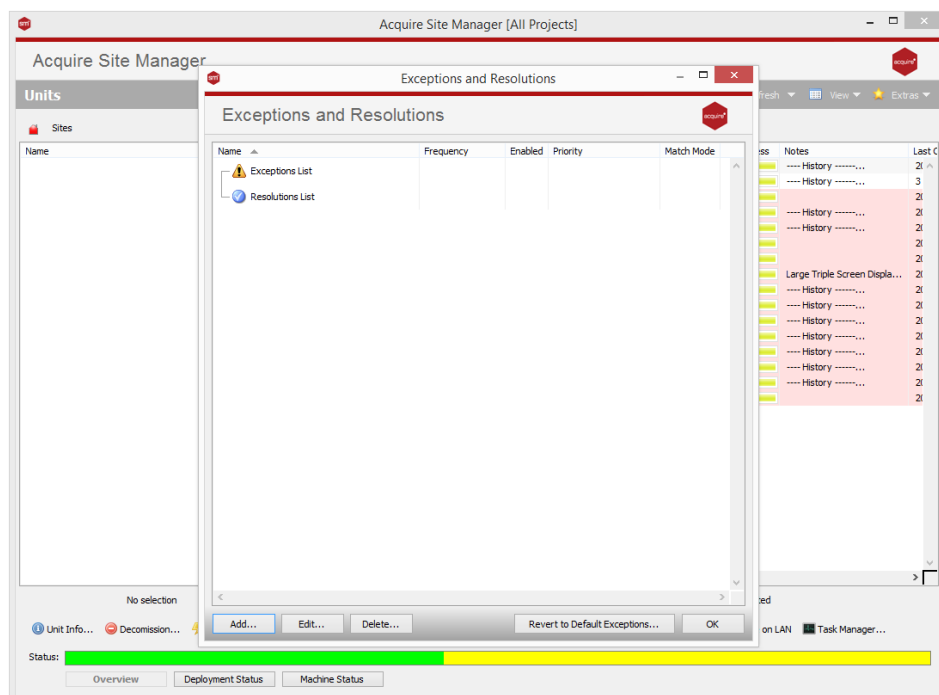 Acquire Site Manager [All Projects]
Acquire Site Manager
Units
View
Extras
Sites
Name
Notes
---- History ------...
---- History ------...
---- History ------...
---- History ------...
Large Triple Screen Displa...
---- History ------...
---- History ------...
---- History ------...
---- History ------...
---- History ------...
---- History ------...
---- History ------...
Exceptions and Resolutions
Exceptions and Resolutions
acquire
Name Frequency Enabled Priority Match Mode
Exceptions List
Resolutions List
Add... Edit... Delete... Revert to Default Exceptions... OK
No selection
Unit Info... Decomission... on LAN Task Manager...
Status:
Overview Deployment Status Machine Status